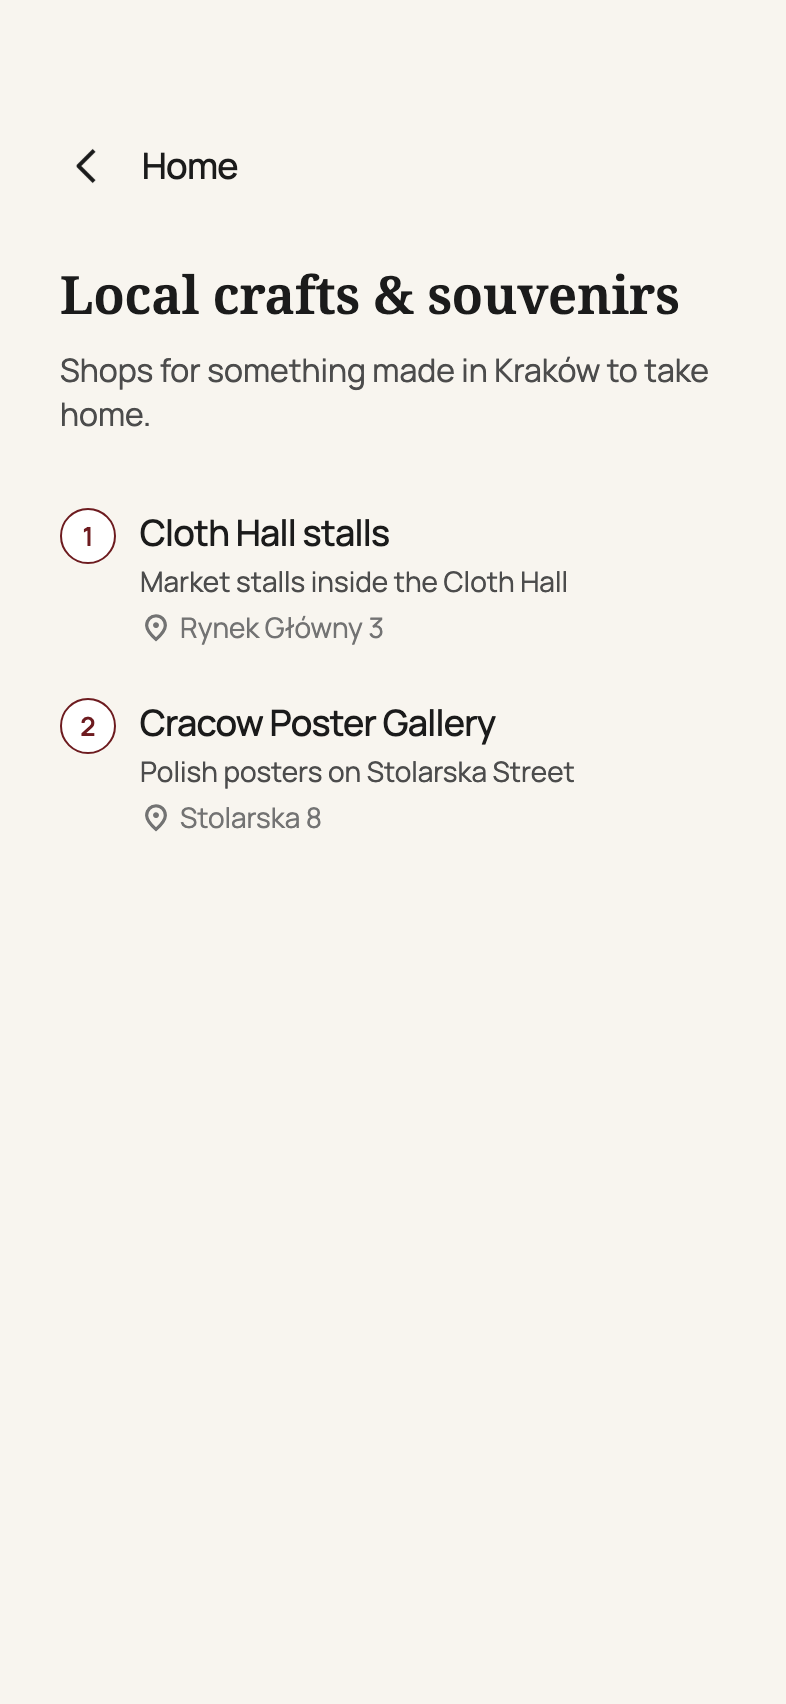 Home
Local crafts & souvenirs
Shops for something made in Kraków to take
home.
1
Cloth Hall stalls
Market stalls inside the Cloth Hall
Rynek Główny 3
2
Cracow Poster Gallery
Polish posters on Stolarska Street
Stolarska 8